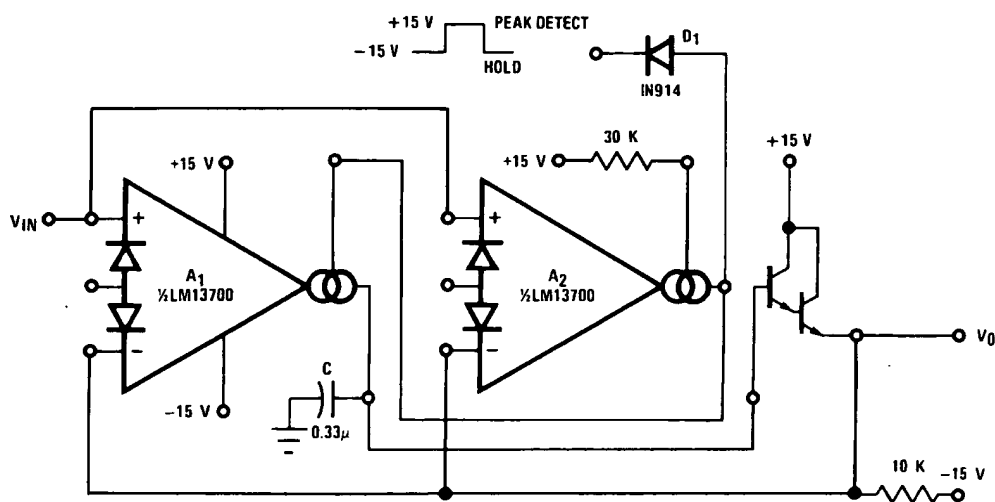 +15 V
PEAK DETECT
−15 V
HOLD
D1
IN914
30 K
+15 V
+15 V
+15 V
VIN
+
A1
½LM13700
−
−15 V
C
0.33μ
+
A2
½LM13700
−
VO
10 K
−15 V